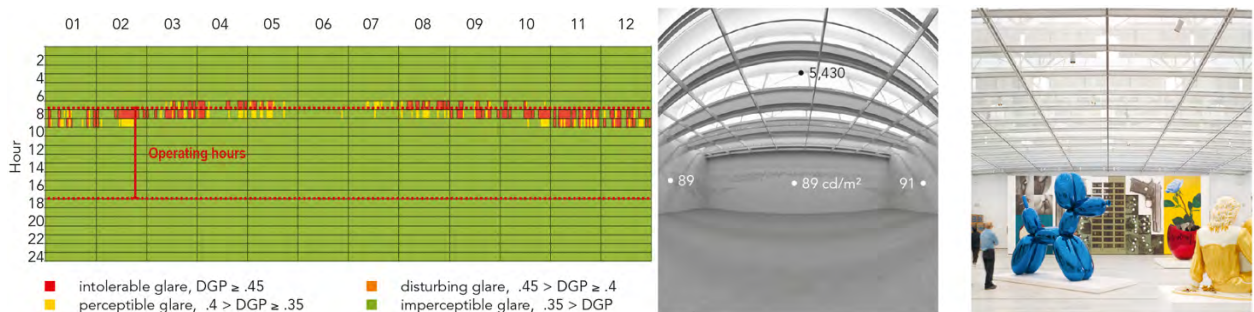 01 02 03 04 05 06 07 08 09 10 11 12
2
4
6
8
10
12
14
16
18
20
22
24
Hour
Operating hours
intolerable glare, DGP ≥ .45
disturbing glare, .45 > DGP ≥ .4
perceptible glare, .4 > DGP ≥ .35
imperceptible glare, .35 > DGP
5,430
89
89 cd/m²
91